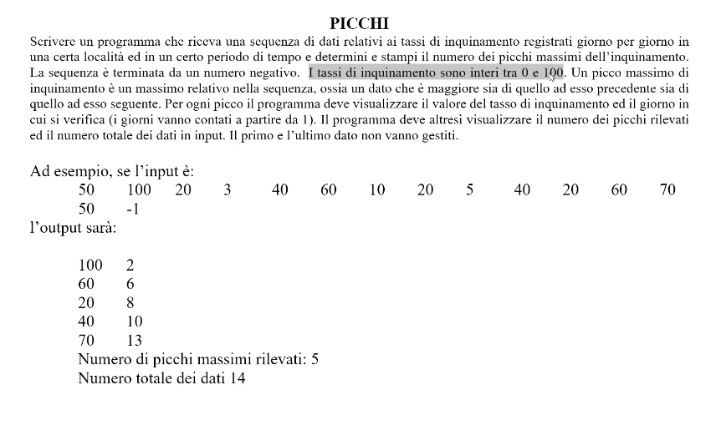 PICCHI
Scrivere un programma che riceva una sequenza di dati relativi ai tassi di inquinamento registrati giorno per giorno in
una certa località ed in un certo periodo di tempo e determini e stampi il numero dei picchi massimi dell'inquinamento.
La sequenza è terminata da un numero negativo. I tassi di inquinamento sono interi tra 0 e 100. Un picco massimo di
inquinamento è un massimo relativo nella sequenza, ossia un dato che è maggiore sia di quello ad esso precedente sia di
quello ad esso seguente. Per ogni picco il programma deve visualizzare il valore del tasso di inquinamento ed il giorno in
cui si verifica (i giorni vanno contati a partire da 1). Il programma deve altresì visualizzare il numero dei picchi rilevati
ed il numero totale dei dati in input. Il primo e l'ultimo dato non vanno gestiti.
Ad esempio, se l'input è:
50 100 20 3 40 60 10 20 5 40 20 60 70
50 -1
l'output sarà:
100 2
60 6
20 8
40 10
70 13
Numero di picchi massimi rilevati: 5
Numero totale dei dati 14